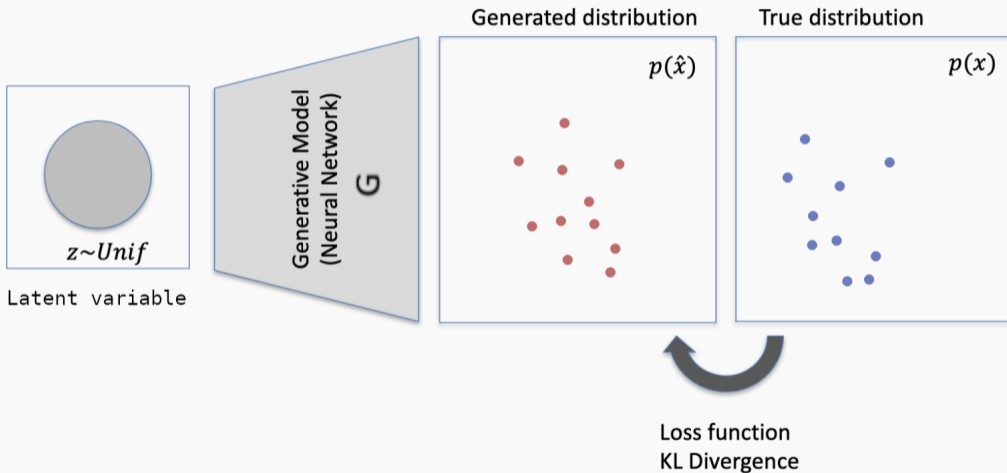 Generated distribution
True distribution
p(x̂)
p(x)
Generative Model
(Neural Network)
G
z~Unif
Latent variable
Loss function
KL Divergence